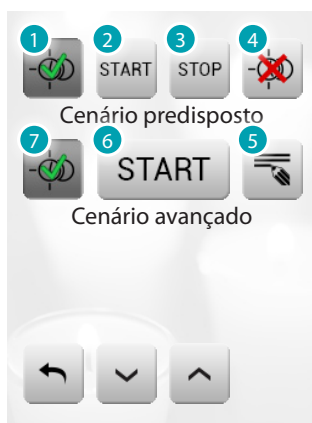 1 2 3 4
START STOP
Cenário predisposto
7 6 5
START
Cenário avançado